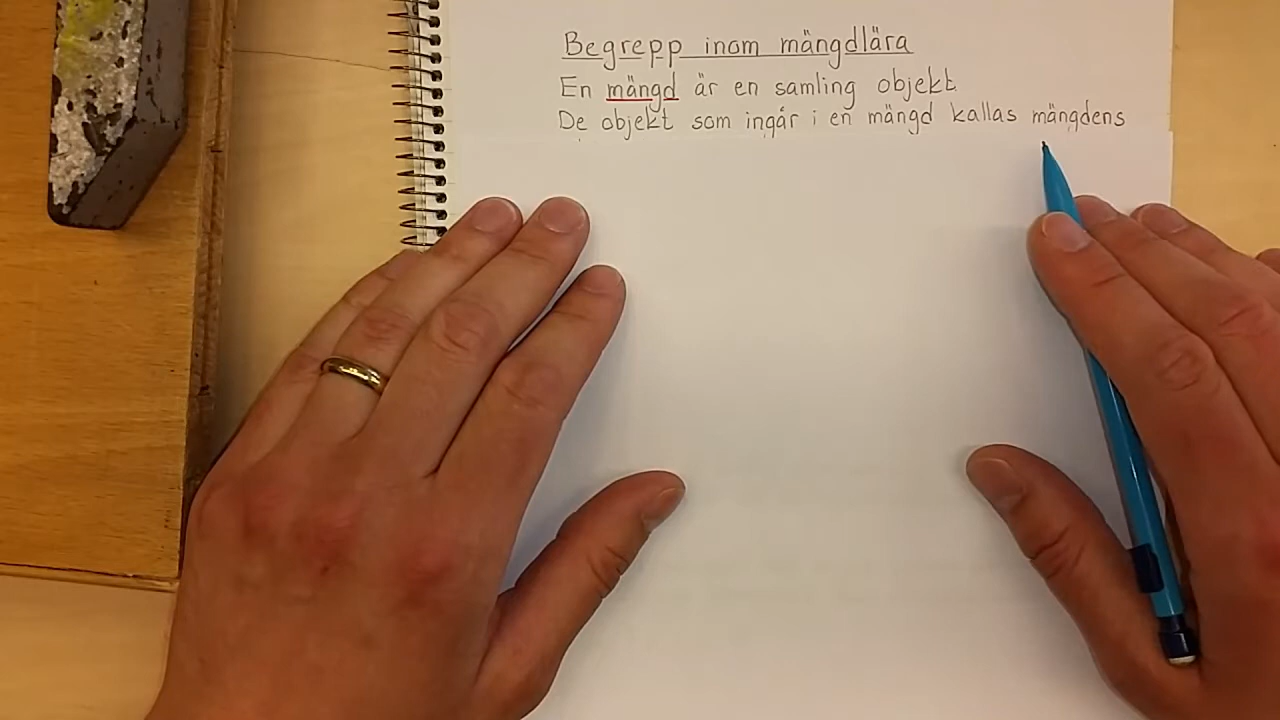 Begrepp inom mängdlära
En mängd är en samling objekt
De objekt som ingår i en mängd kallas mängdens